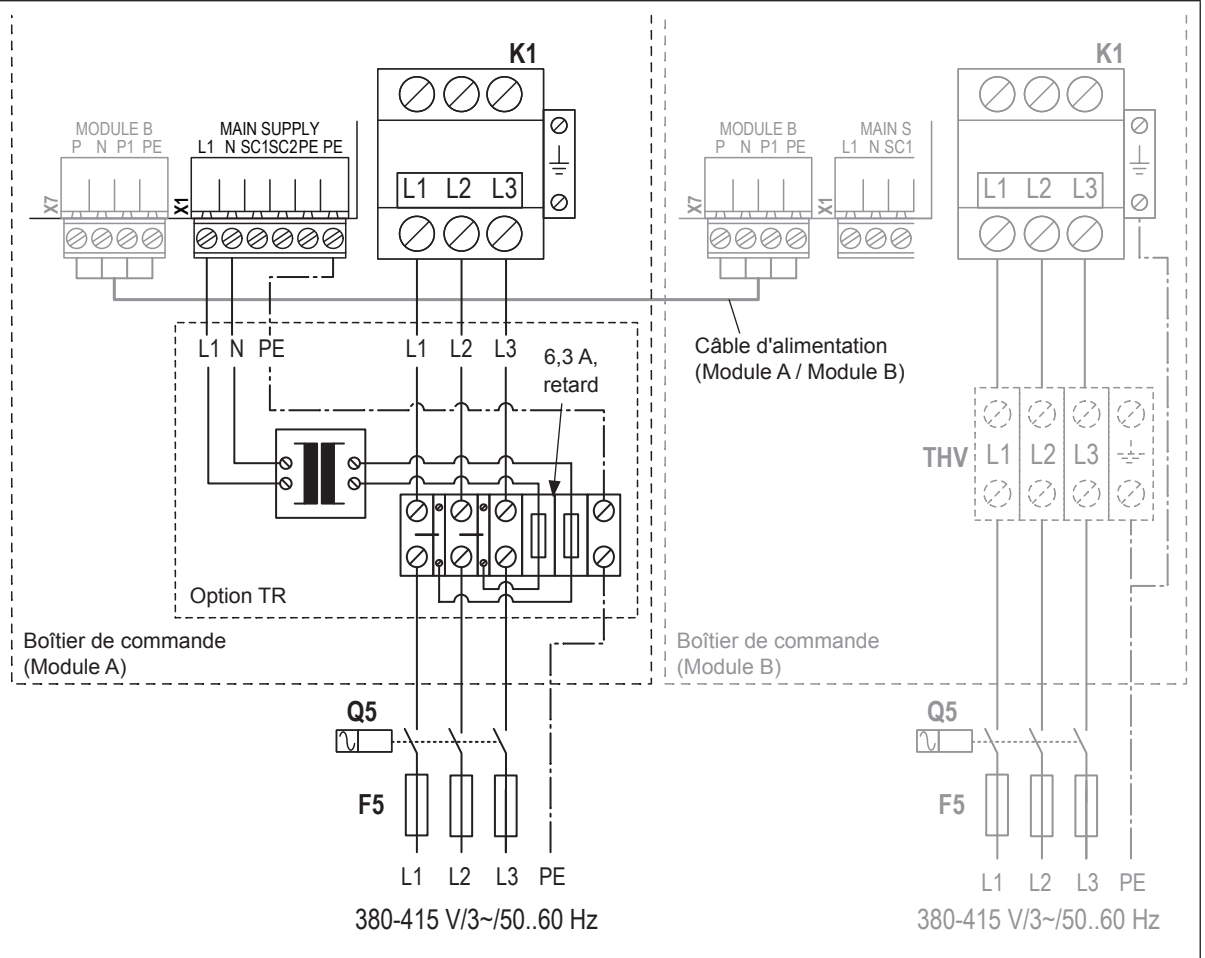 K1
MODULE B
P N P1 PE
X7
MAIN SUPPLY
L1 N SC1SC2PE PE
X1
L1 L2 L3
L1 N PE
L1 L2 L3
6,3 A,
retard
Option TR
Boîtier de commande
(Module A)
Q5
F5
L1 L2 L3 PE
380-415 V/3~/50..60 Hz
K1
MODULE B
P N P1 PE
X7
MAIN S
L1 N SC1
X1
L1 L2 L3
Câble d'alimentation
(Module A / Module B)
THV
L1 L2 L3
Boîtier de commande
(Module B)
Q5
F5
L1 L2 L3 PE
380-415 V/3~/50..60 Hz